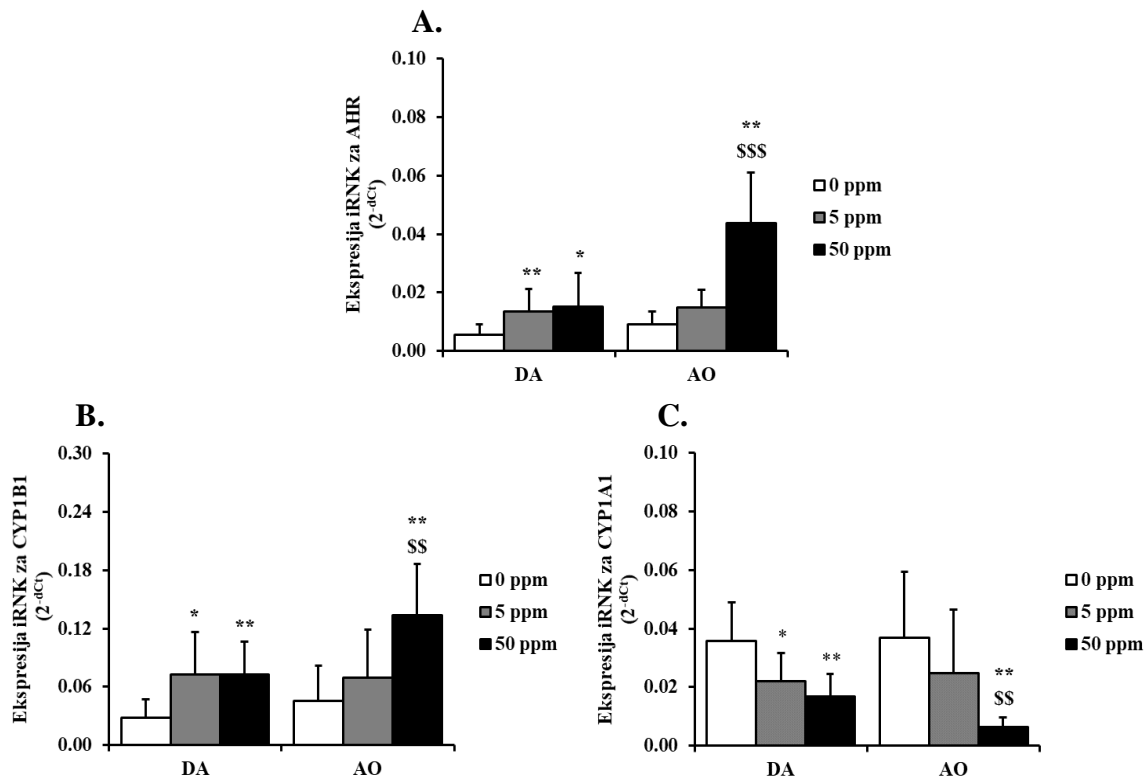 A.
Ekspresija iRNK za AHR
(2-dCt)
0.10
0.08
0.06
0.04
0.02
0.00
**
*
**
$$$
DA
AO
0 ppm
5 ppm
50 ppm
B.
Ekspresija iRNK za CYP1B1
(2-dCt)
0.30
0.24
0.18
0.12
0.06
0.00
*
**
**
$$
DA
AO
0 ppm
5 ppm
50 ppm
C.
Ekspresija iRNK za CYP1A1
(2-dCt)
0.10
0.08
0.06
0.04
0.02
0.00
*
**
**
$$
DA
AO
0 ppm
5 ppm
50 ppm